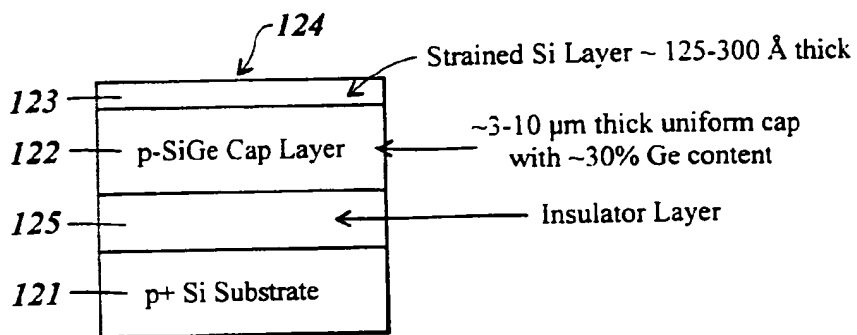 124
Strained Si Layer ~ 125-300 Å thick
123
122
p-SiGe Cap Layer
~3-10 μm thick uniform cap
with ~30% Ge content
125
Insulator Layer
121
p+ Si Substrate